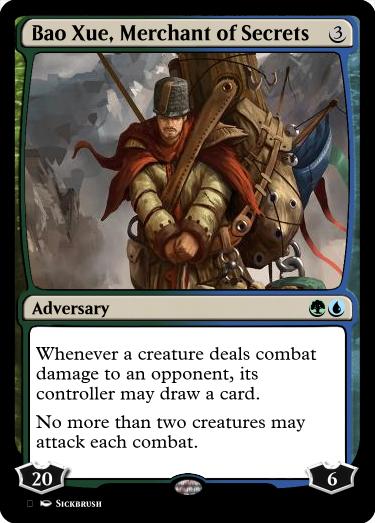 Bao Xue, Merchant of Secrets 3
Adversary
Whenever a creature deals combat
damage to an opponent, its
controller may draw a card.
No more than two creatures may
attack each combat.
20
6
Sickbrush